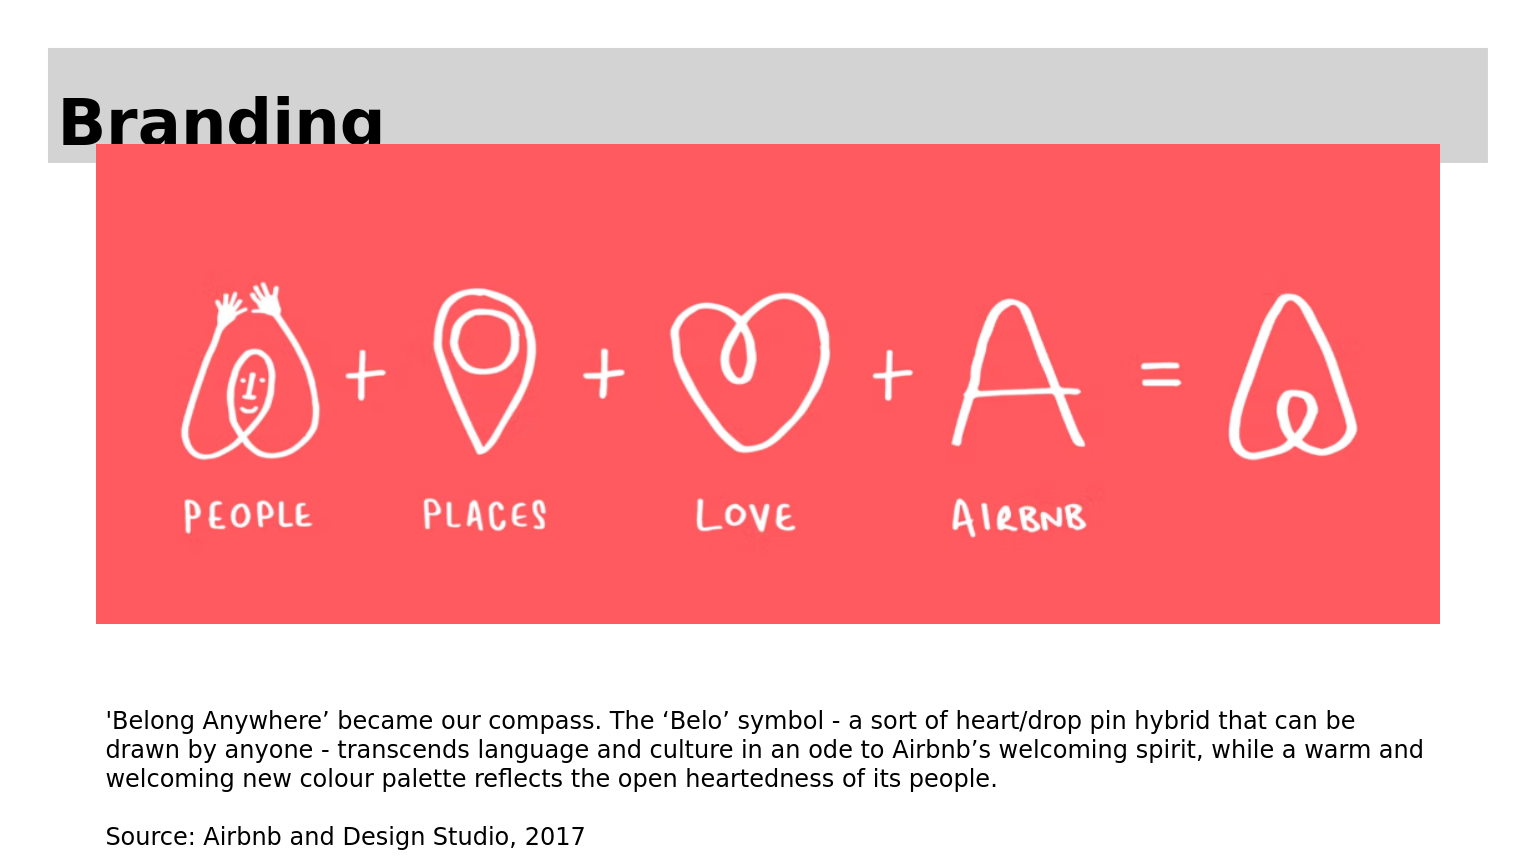 Branding
+ + + A =
PEOPLE PLACES LOVE AIRBNB
'Belong Anywhere’ became our compass. The ‘Belo’ symbol - a sort of heart/drop pin hybrid that can be
drawn by anyone - transcends language and culture in an ode to Airbnb’s welcoming spirit, while a warm and
welcoming new colour palette reflects the open heartedness of its people.
Source: Airbnb and Design Studio, 2017